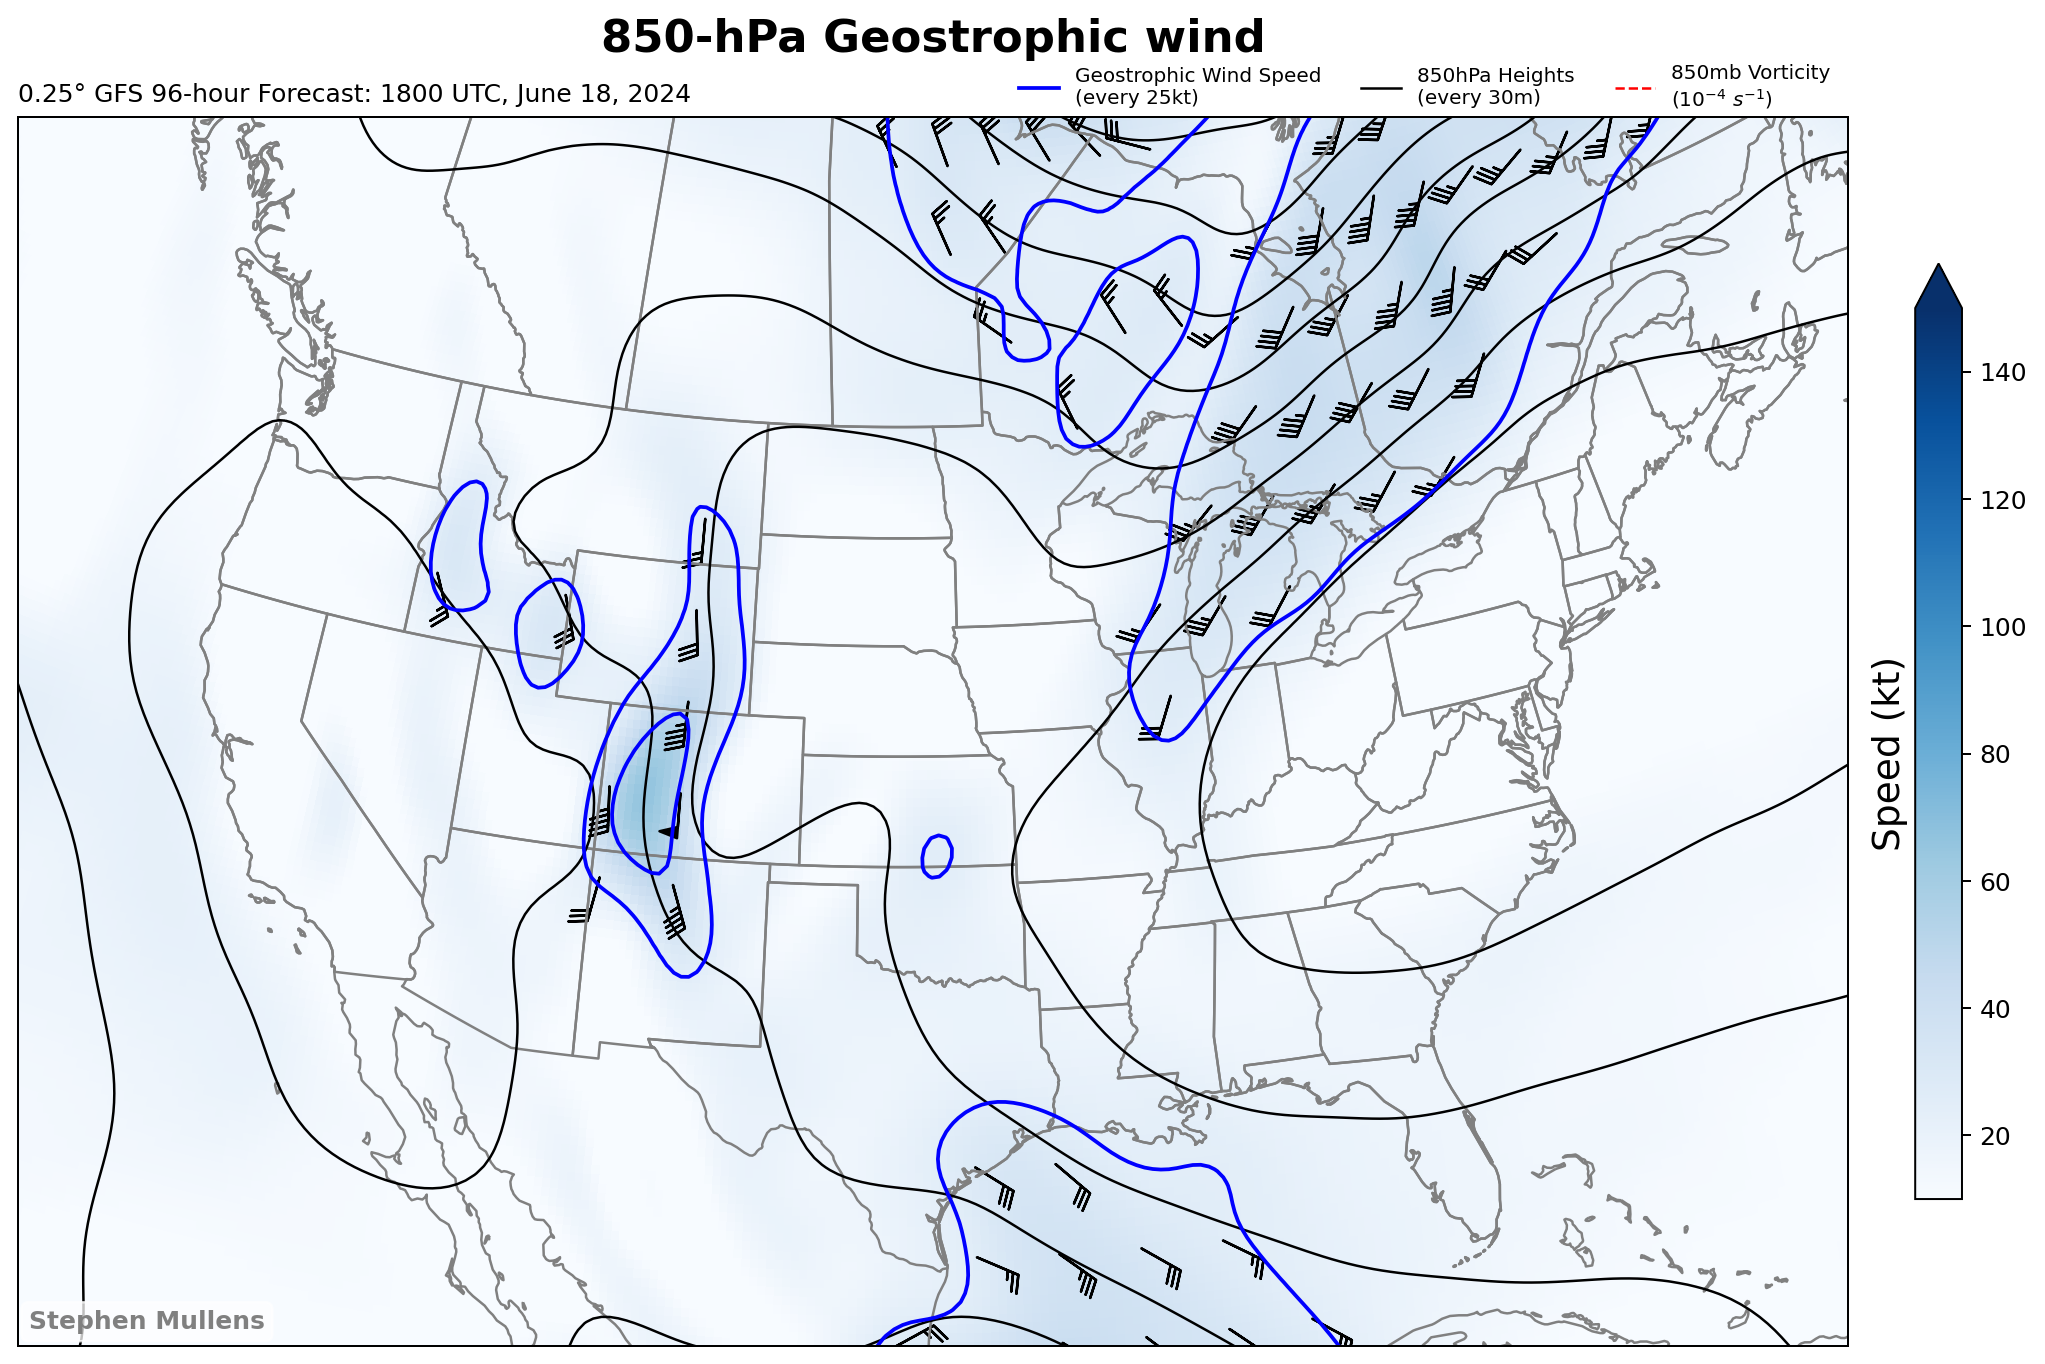 850-hPa Geostrophic wind
0.25° GFS 96-hour Forecast: 1800 UTC, June 18, 2024
Geostrophic Wind Speed
(every 25kt)
850hPa Heights
(every 30m)
850mb Vorticity
(10⁻⁴ s⁻¹)
140
120
100
80
60
40
20
Speed (kt)
Stephen Mullens